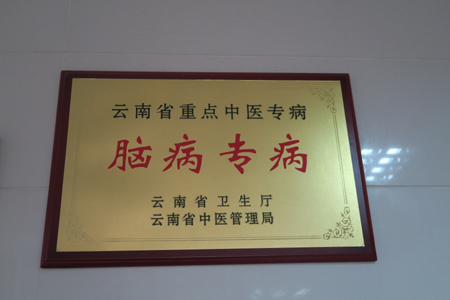 云南省重点中医专病
脑病专病
云南省卫生厅
云南省中医管理局